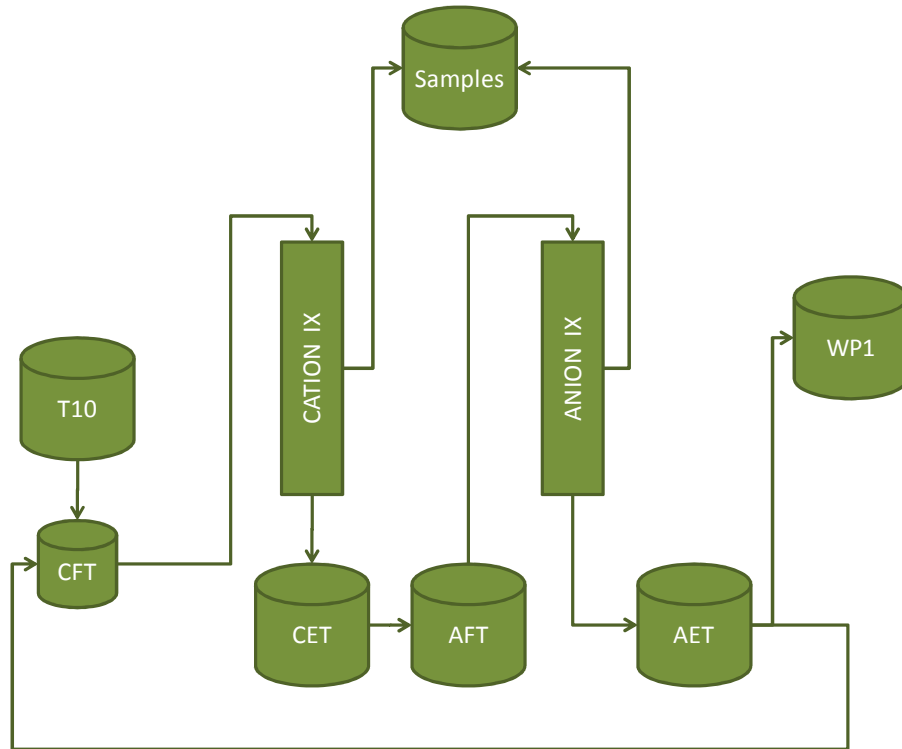 Samples
CATION IX
ANION IX
WP1
T10
CFT
CET
AFT
AET